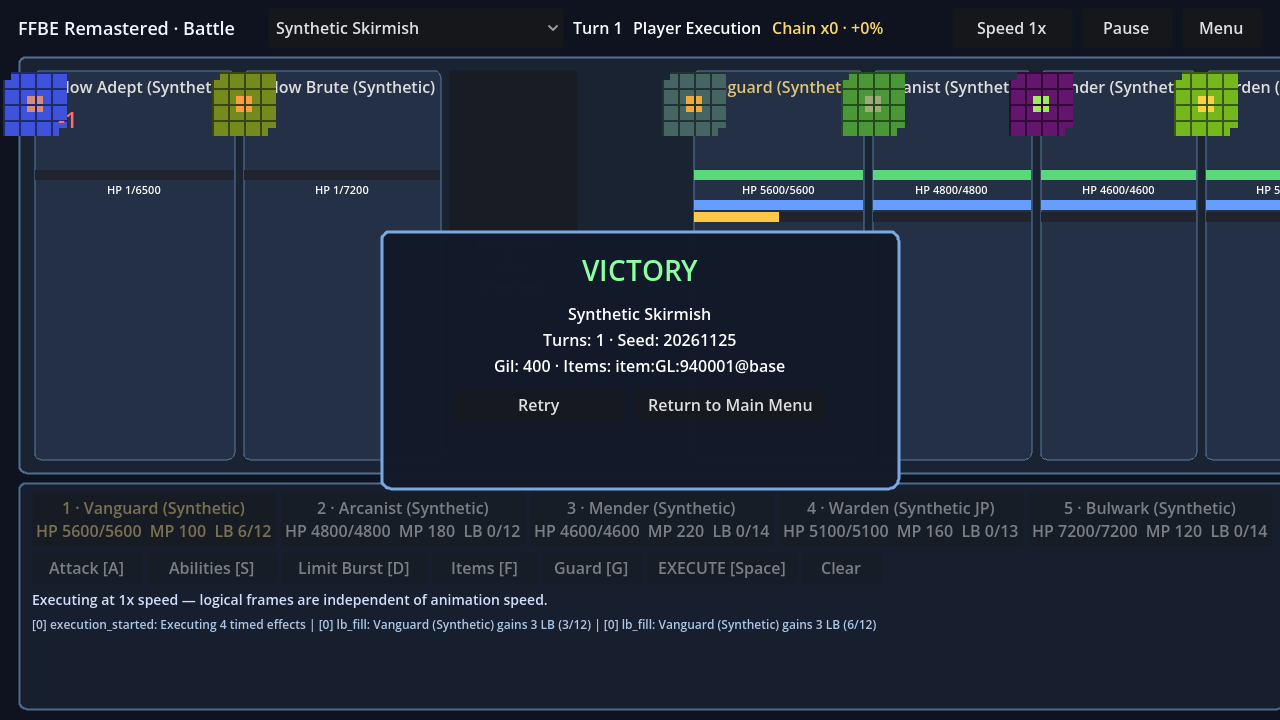 FFBE Remastered · Battle
Synthetic Skirmish
Turn 1 Player Execution Chain x0 · +0%
Speed 1x
Pause
Menu
Adept (Synthet
Brute (Synthetic)
(Synthet
(Synthet
(Synthet
HP 1/6500
HP 1/7200
HP 5600/5600
HP 4800/4800
HP 4600/4600
VICTORY
Synthetic Skirmish
Turns: 1 · Seed: 20261125
Gil: 400 · Items: item:GL:940001@base
Retry
Return to Main Menu
1 · Vanguard (Synthetic)
HP 5600/5600 MP 100 LB 6/12
2 · Arcanist (Synthetic)
HP 4800/4800 MP 180 LB 0/12
3 · Mender (Synthetic)
HP 4600/4600 MP 220 LB 0/14
4 · Warden (Synthetic JP)
HP 5100/5100 MP 160 LB 0/13
5 · Bulwark (Synthetic)
HP 7200/7200 MP 120 LB 0/14
Attack [A]
Abilities [S]
Limit Burst [D]
Items [F]
Guard [G]
EXECUTE [Space]
Clear
Executing at 1x speed — logical frames are independent of animation speed.
[0] execution_started: Executing 4 timed effects | [0] lb_fill: Vanguard (Synthetic) gains 3 LB (3/12) | [0] lb_fill: Vanguard (Synthetic) gains 3 LB (6/12)